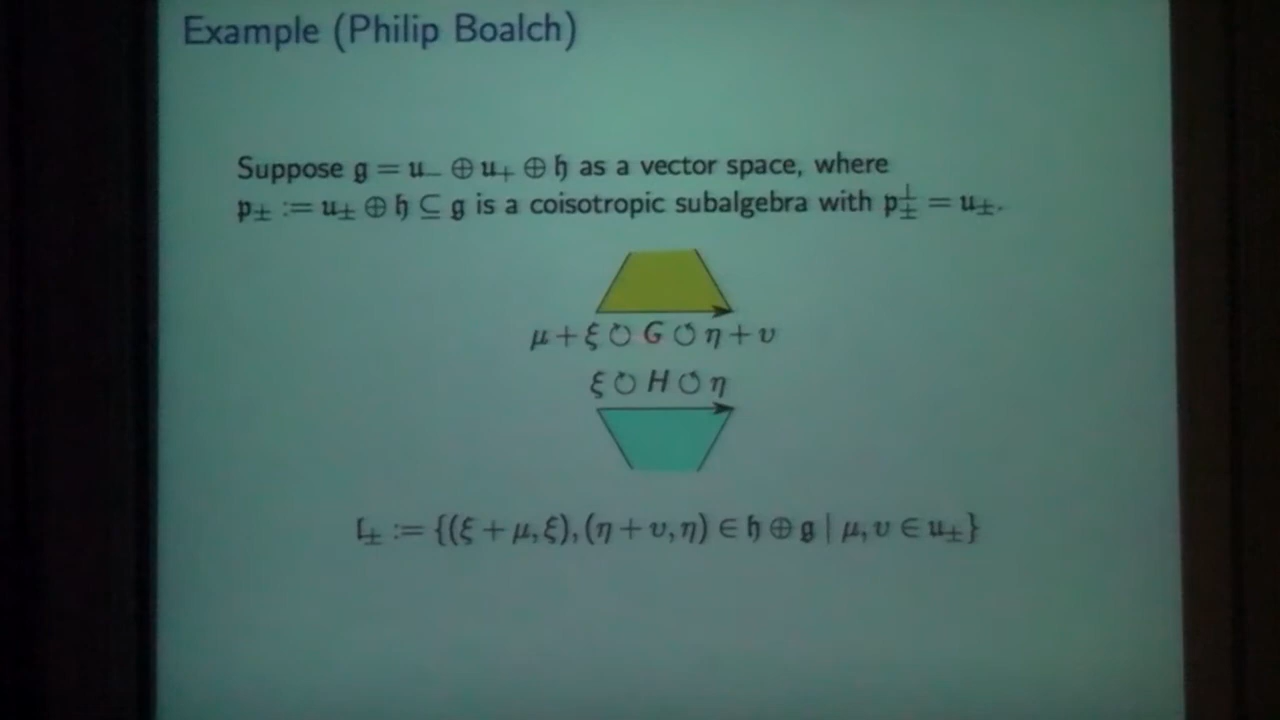 Example (Philip Boalch)
Suppose 𝔤 = 𝔲₋ ⊕ 𝔲₊ ⊕ 𝔥 as a vector space, where
𝔭± := 𝔲± ⊕ 𝔥 ⊆ 𝔤 is a coisotropic subalgebra with 𝔭±^⊥ = 𝔲±.
μ + ξ ↻ G ↺ η + υ
ξ ↻ H ↺ η
𝔩± := {(ξ + μ, ξ), (η + υ, η) ∈ 𝔥 ⊕ 𝔤 | μ, υ ∈ 𝔲±}